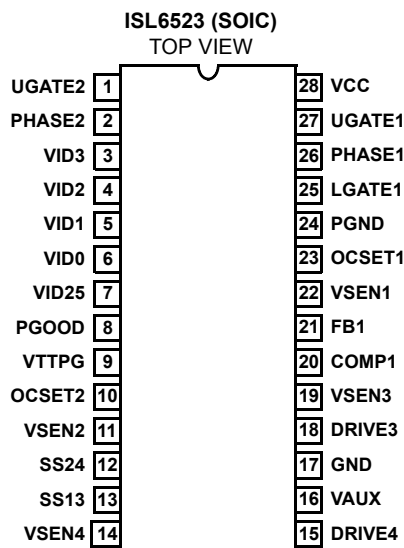 ISL6523 (SOIC)
TOP VIEW
UGATE2 1 28 VCC
PHASE2 2 27 UGATE1
VID3 3 26 PHASE1
VID2 4 25 LGATE1
VID1 5 24 PGND
VID0 6 23 OCSET1
VID25 7 22 VSEN1
PGOOD 8 21 FB1
VTTPG 9 20 COMP1
OCSET2 10 19 VSEN3
VSEN2 11 18 DRIVE3
SS24 12 17 GND
SS13 13 16 VAUX
VSEN4 14 15 DRIVE4